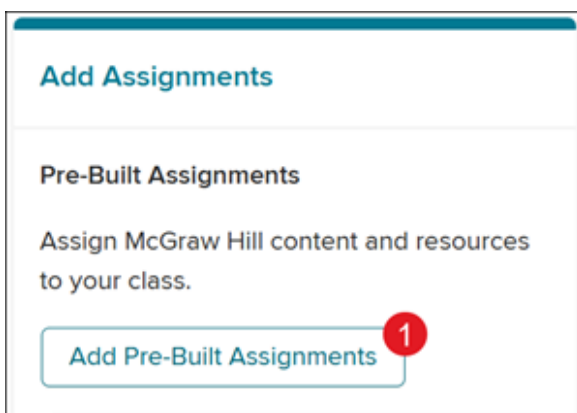 Add Assignments
Pre-Built Assignments
Assign McGraw Hill content and resources
to your class.
Add Pre-Built Assignments
1